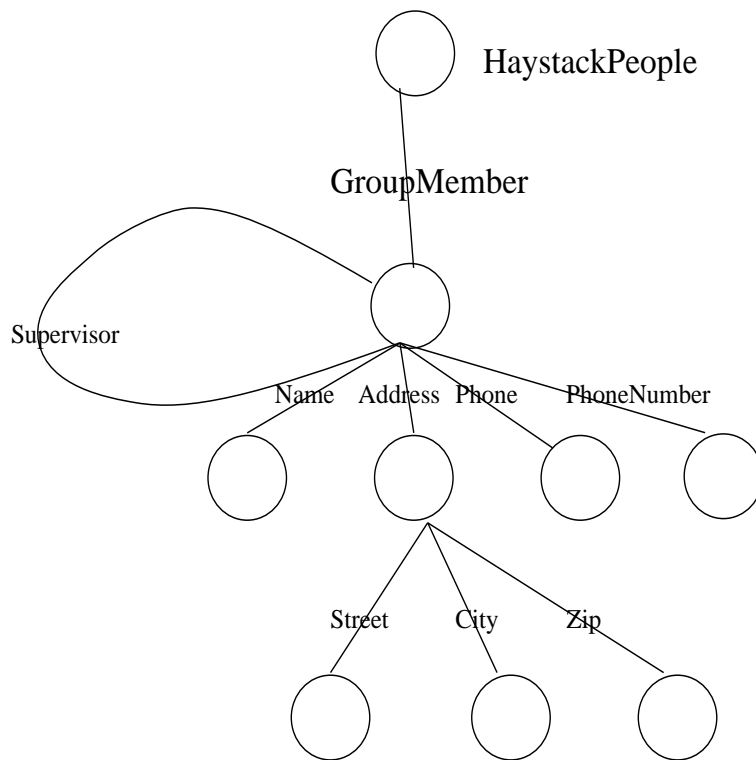 HaystackPeople
GroupMember
Supervisor
Name
Address
Phone
PhoneNumber
Street
City
Zip